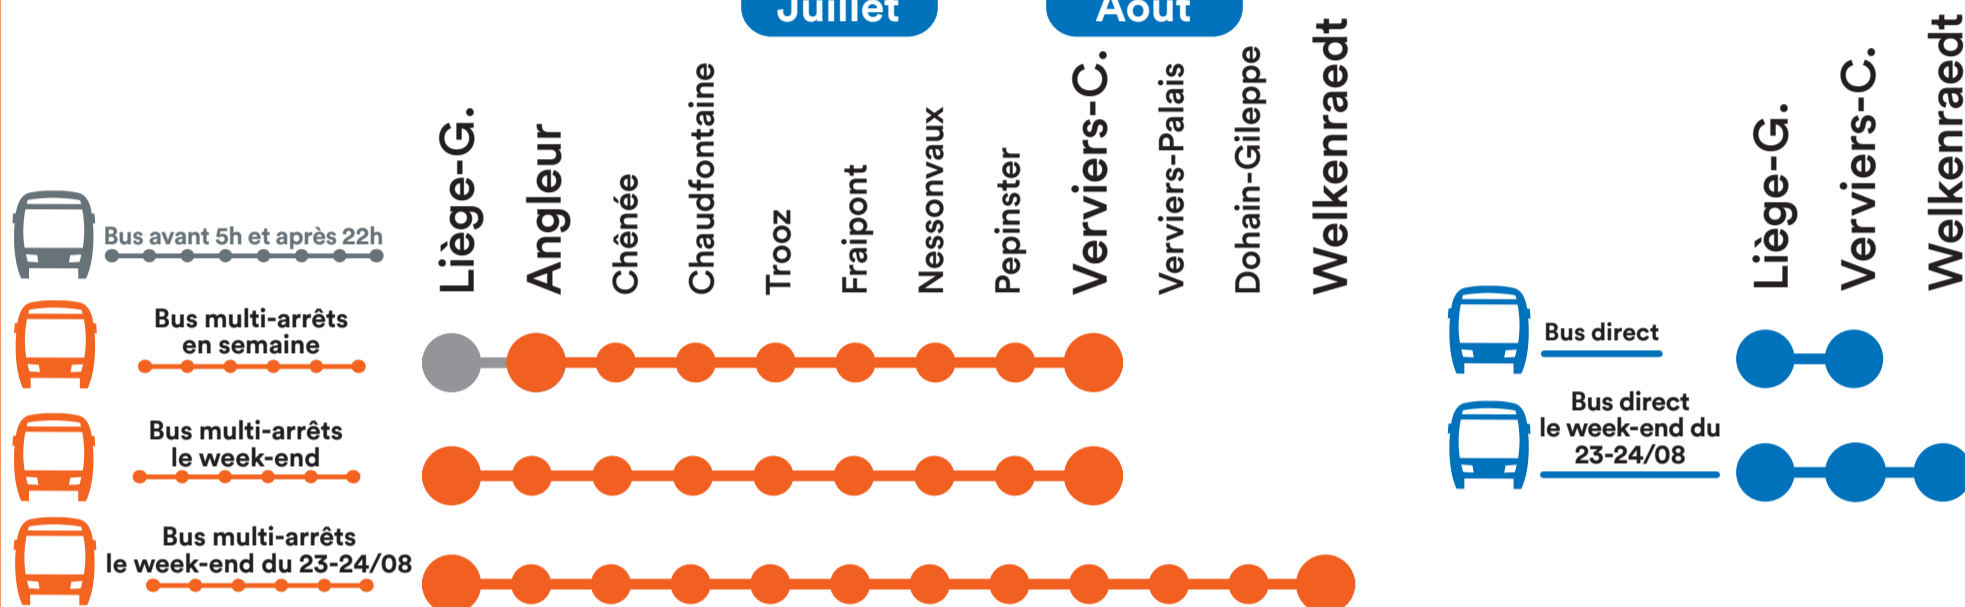 Juillet
Août
Liège-G.
Angleur
Chênée
Chaudfontaine
Trooz
Fraipont
Nessonvaux
Pepinster
Verviers-C.
Verviers-Palais
Dohain-Gileppe
Welkenraedt
Bus avant 5h et après 22h
Bus multi-arrêts
en semaine
Bus multi-arrêts
le week-end
Bus multi-arrêts
le week-end du 23-24/08
Liège-G.
Verviers-C.
Welkenraedt
Bus direct
Bus direct
le week-end du
23-24/08